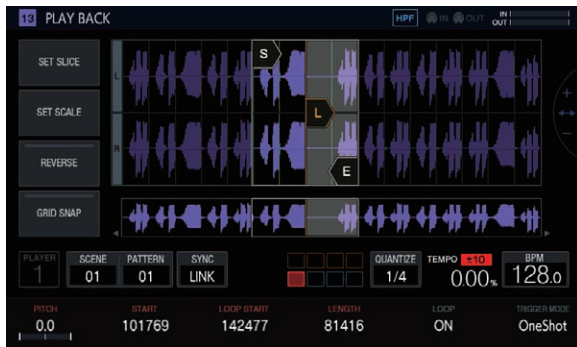 13 PLAY BACK
HPF IN OUT IN OUT
SET SLICE
SET SCALE
REVERSE
GRID SNAP
L
R
S
L
E
+
-
PLAYER 1
SCENE 01
PATTERN 01
SYNC LINK
QUANTIZE 1/4
TEMPO ±10 0.00%
BPM 128.0
PITCH START LOOP START LENGTH LOOP TRIGGER MODE
0.0 101769 142477 81416 ON OneShot